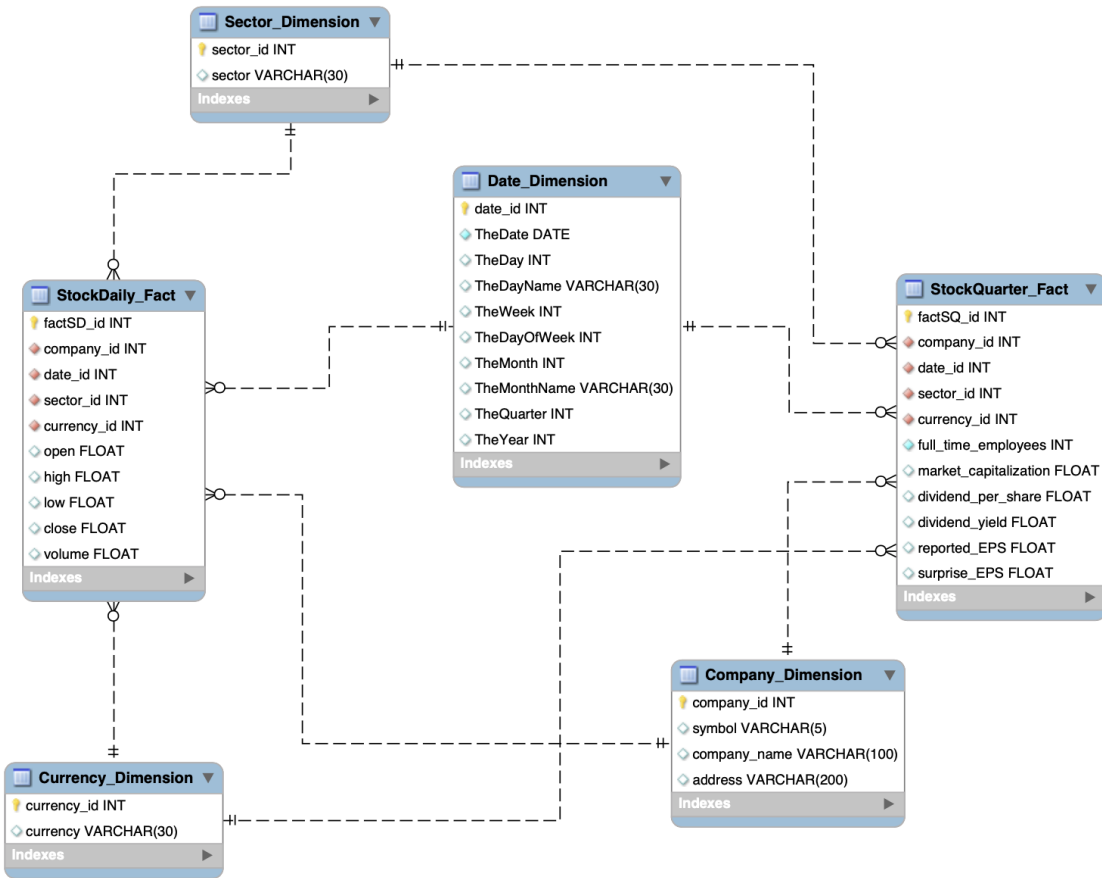 Sector_Dimension
sector_id INT
sector VARCHAR(30)
Indexes
Date_Dimension
date_id INT
TheDate DATE
TheDay INT
TheDayName VARCHAR(30)
TheWeek INT
TheDayOfWeek INT
TheMonth INT
TheMonthName VARCHAR(30)
TheQuarter INT
TheYear INT
Indexes
StockDaily_Fact
factSD_id INT
company_id INT
date_id INT
sector_id INT
currency_id INT
open FLOAT
high FLOAT
low FLOAT
close FLOAT
volume FLOAT
Indexes
StockQuarter_Fact
factSQ_id INT
company_id INT
date_id INT
sector_id INT
currency_id INT
full_time_employees INT
market_capitalization FLOAT
dividend_per_share FLOAT
dividend_yield FLOAT
reported_EPS FLOAT
surprise_EPS FLOAT
Indexes
Company_Dimension
company_id INT
symbol VARCHAR(5)
company_name VARCHAR(100)
address VARCHAR(200)
Indexes
Currency_Dimension
currency_id INT
currency VARCHAR(30)
Indexes